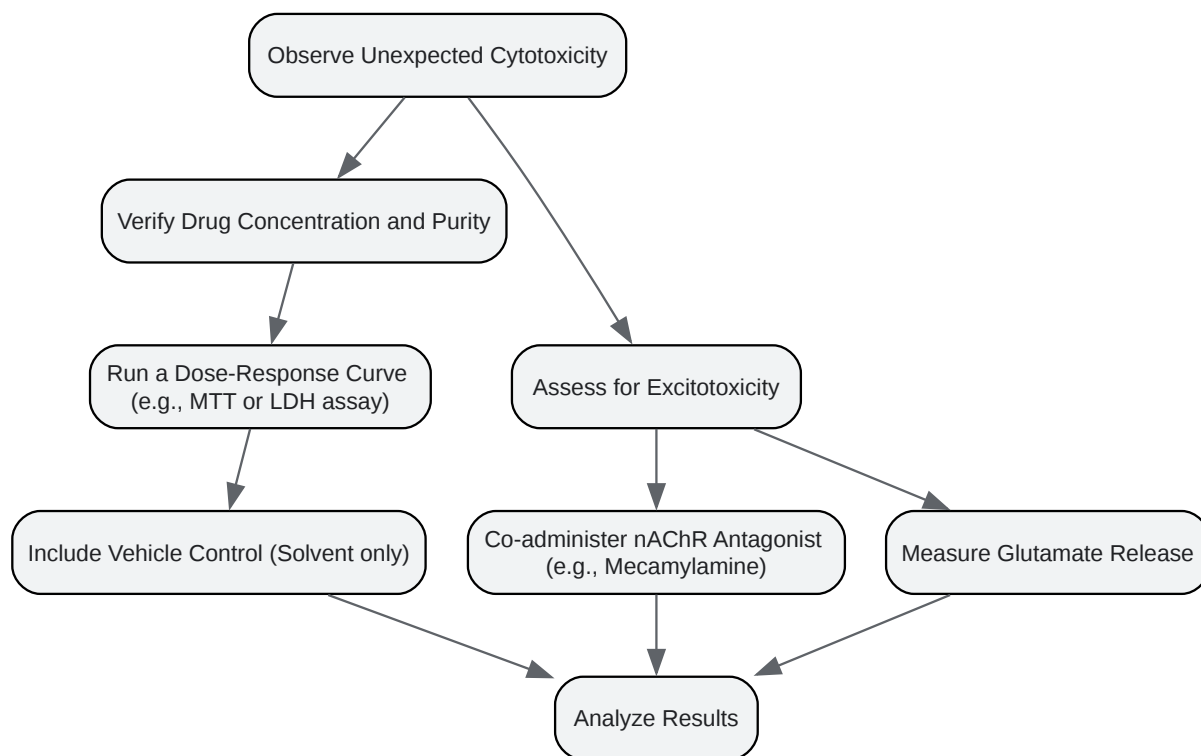 Observe Unexpected Cytotoxicity
Verify Drug Concentration and Purity
Run a Dose-Response Curve
(e.g., MTT or LDH assay)
Assess for Excitotoxicity
Include Vehicle Control (Solvent only)
Co-administer nAChR Antagonist
(e.g., Mecamylamine)
Measure Glutamate Release
Analyze Results